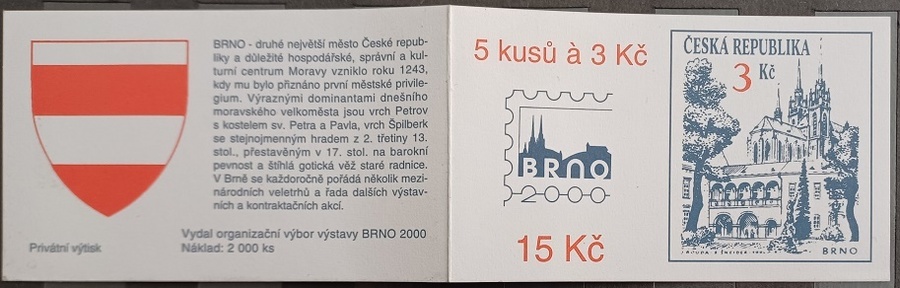 BRNO - druhé největší město České repub-
liky a důležité hospodářské, správní a kul-
turní centrum Moravy vzniklo roku 1243,
kdy mu bylo přiznáno první městské privile-
gium. Výraznými dominantami dnešního
moravského velkoměsta jsou vrch Petrov
s kostelem sv. Petra a Pavla, vrch Špilberk
se stejnojmenným hradem z 2. třetiny 13.
stol., přestavěným v 17. stol. na barokní
pevnost a štíhlá gotická věž staré radnice.
V Brně se každoročně pořádá několik mezi-
národních veletrhů a řada dalších výstav-
ních a kontraktačních akcí.
Vydal organizační výbor výstavy BRNO 2000
Privátní výtisk
Náklad: 2 000 ks
5 kusů à 3 Kč
BRNO
2000
15 Kč
ČESKÁ REPUBLIKA
3 Kč
BRNO